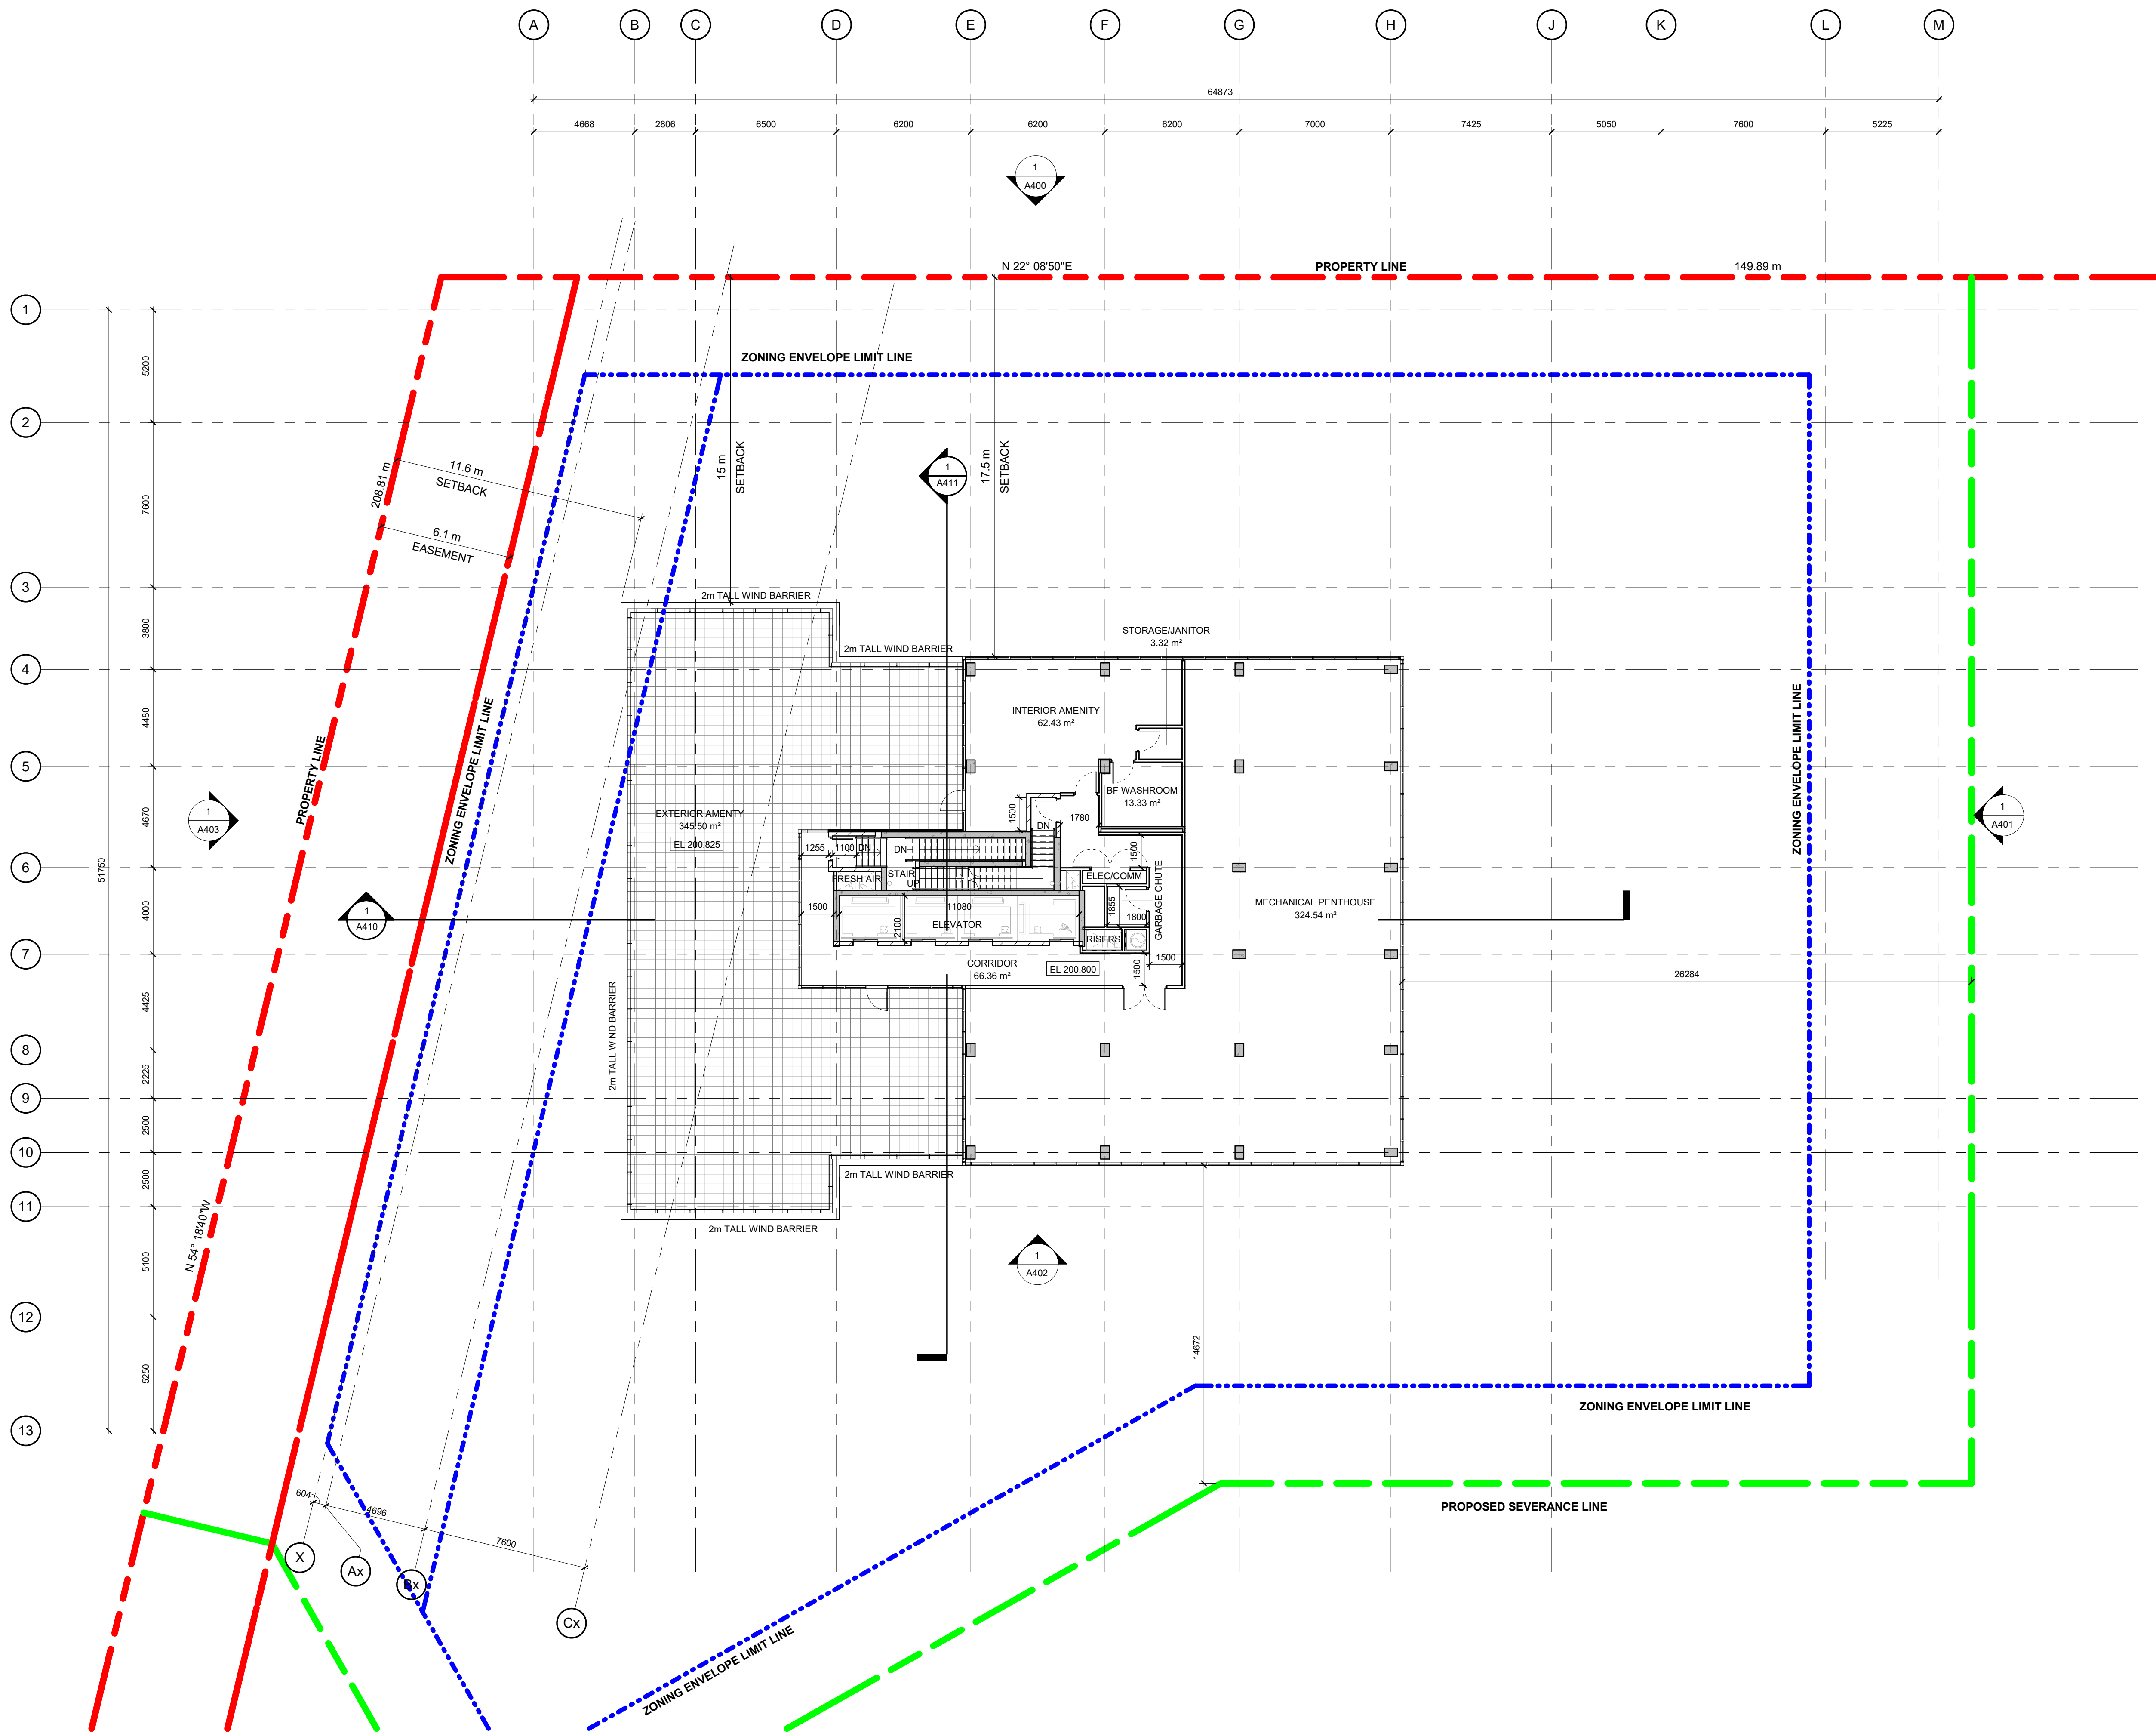 A
B
C
D
E
F
G
H
J
K
L
M
64873
4668
2806
6500
6200
6200
6200
7000
7425
5050
7600
5225
1
A400
N 22° 08'50"E
PROPERTY LINE
149.89 m
1
2
3
4
5
6
7
8
9
10
11
12
13
51750
5200
7600
3800
4480
4670
4000
4425
2225
2500
2500
5100
5250
ZONING ENVELOPE LIMIT LINE
15 m
SETBACK
17.5 m
SETBACK
1
A411
208.81 m
11.6 m
SETBACK
6.1 m
EASEMENT
2m TALL WIND BARRIER
2m TALL WIND BARRIER
STORAGE/JANITOR
3.32 m²
INTERIOR AMENITY
62.43 m²
PROPERTY LINE
ZONING ENVELOPE LIMIT LINE
ZONING ENVELOPE LIMIT LINE
1
A403
1
A401
EXTERIOR AMENTY
345.50 m²
EL 200.825
BF WASHROOM
13.33 m²
1500
DN
1780
1255
1100
DN
DN
1500
FRESH AIR
STAIR
UP
ELEC/COMM
GARBAGE CHUTE
1
A410
1500
11080
2100
ELEVATOR
1855
1800
RISERS
MECHANICAL PENTHOUSE
324.54 m²
CORRIDOR
66.36 m²
EL 200.800
1500
1500
26284
2m TALL WIND BARRIER
2m TALL WIND BARRIER
2m TALL WIND BARRIER
N 54° 18'40"W
1
A402
14672
ZONING ENVELOPE LIMIT LINE
PROPOSED SEVERANCE LINE
604
4696
7600
X
Ax
Bx
Cx
ZONING ENVELOPE LIMIT LINE